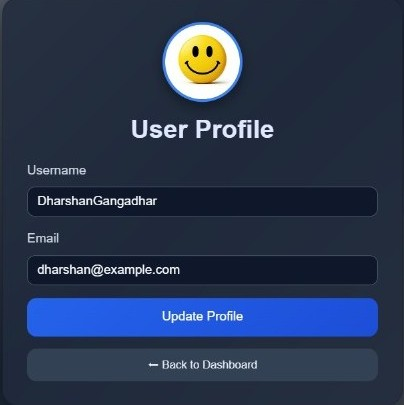 User Profile
Username
DharshanGangadhar
Email
dharshan@example.com
Update Profile
← Back to Dashboard